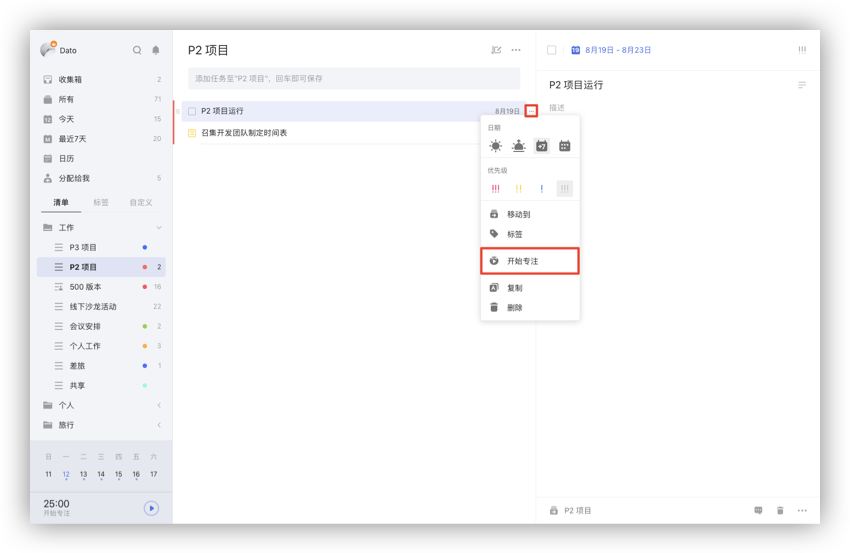 Dato
收集箱 2
所有 71
今天 15
最近7天 20
日历
分配给我 5
清单 标签 自定义
工作
P3 项目
P2 项目 2
500 版本 16
线下沙龙活动 22
会议安排 2
个人工作 3
差旅 1
共享
个人
旅行
日 一 二 三 四 五 六
11 12 13 14 15 16 17
25:00
开始专注
P2 项目
添加任务至"P2 项目"，回车即可保存
P2 项目运行 8月19日
召集开发团队制定时间表
日期
+7
优先级
!!! !! ! !!!
移动到
标签
开始专注
复制
删除
19 8月19日 - 8月23日 !!!
P2 项目运行
描述
P2 项目